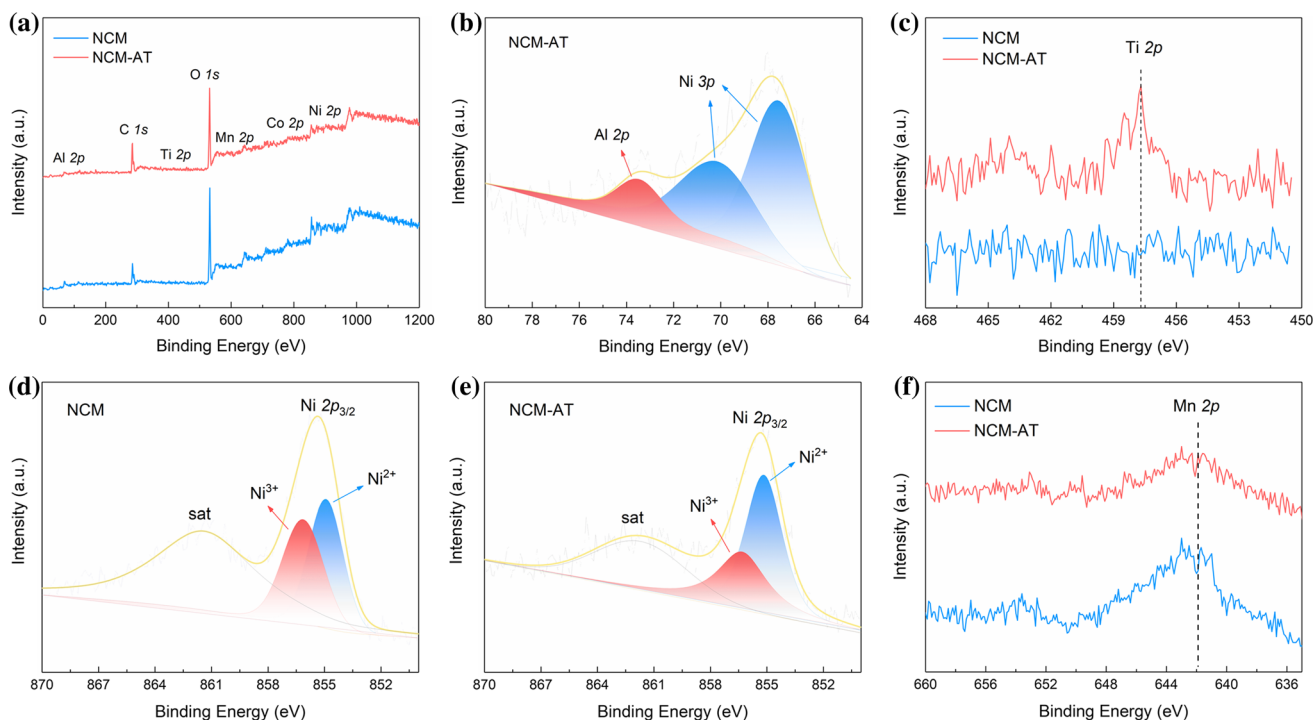 (a)
NCM
NCM-AT
O 1s
C 1s
Al 2p
Ti 2p
Mn 2p
Co 2p
Ni 2p
Intensity (a.u.)
0 200 400 600 800 1000 1200
Binding Energy (eV)
(b)
NCM-AT
Ni 3p
Al 2p
Intensity (a.u.)
80 78 76 74 72 70 68 66 64
Binding Energy (eV)
(c)
NCM
NCM-AT
Ti 2p
Intensity (a.u.)
468 465 462 459 456 453 450
Binding Energy (eV)
(d)
NCM
Ni 2p3/2
Ni3+
Ni2+
sat
Intensity (a.u.)
870 867 864 861 858 855 852
Binding Energy (eV)
(e)
NCM-AT
Ni 2p3/2
Ni2+
Ni3+
sat
Intensity (a.u.)
870 867 864 861 858 855 852
Binding Energy (eV)
(f)
NCM
NCM-AT
Mn 2p
Intensity (a.u.)
660 656 652 648 644 640 636
Binding Energy (eV)